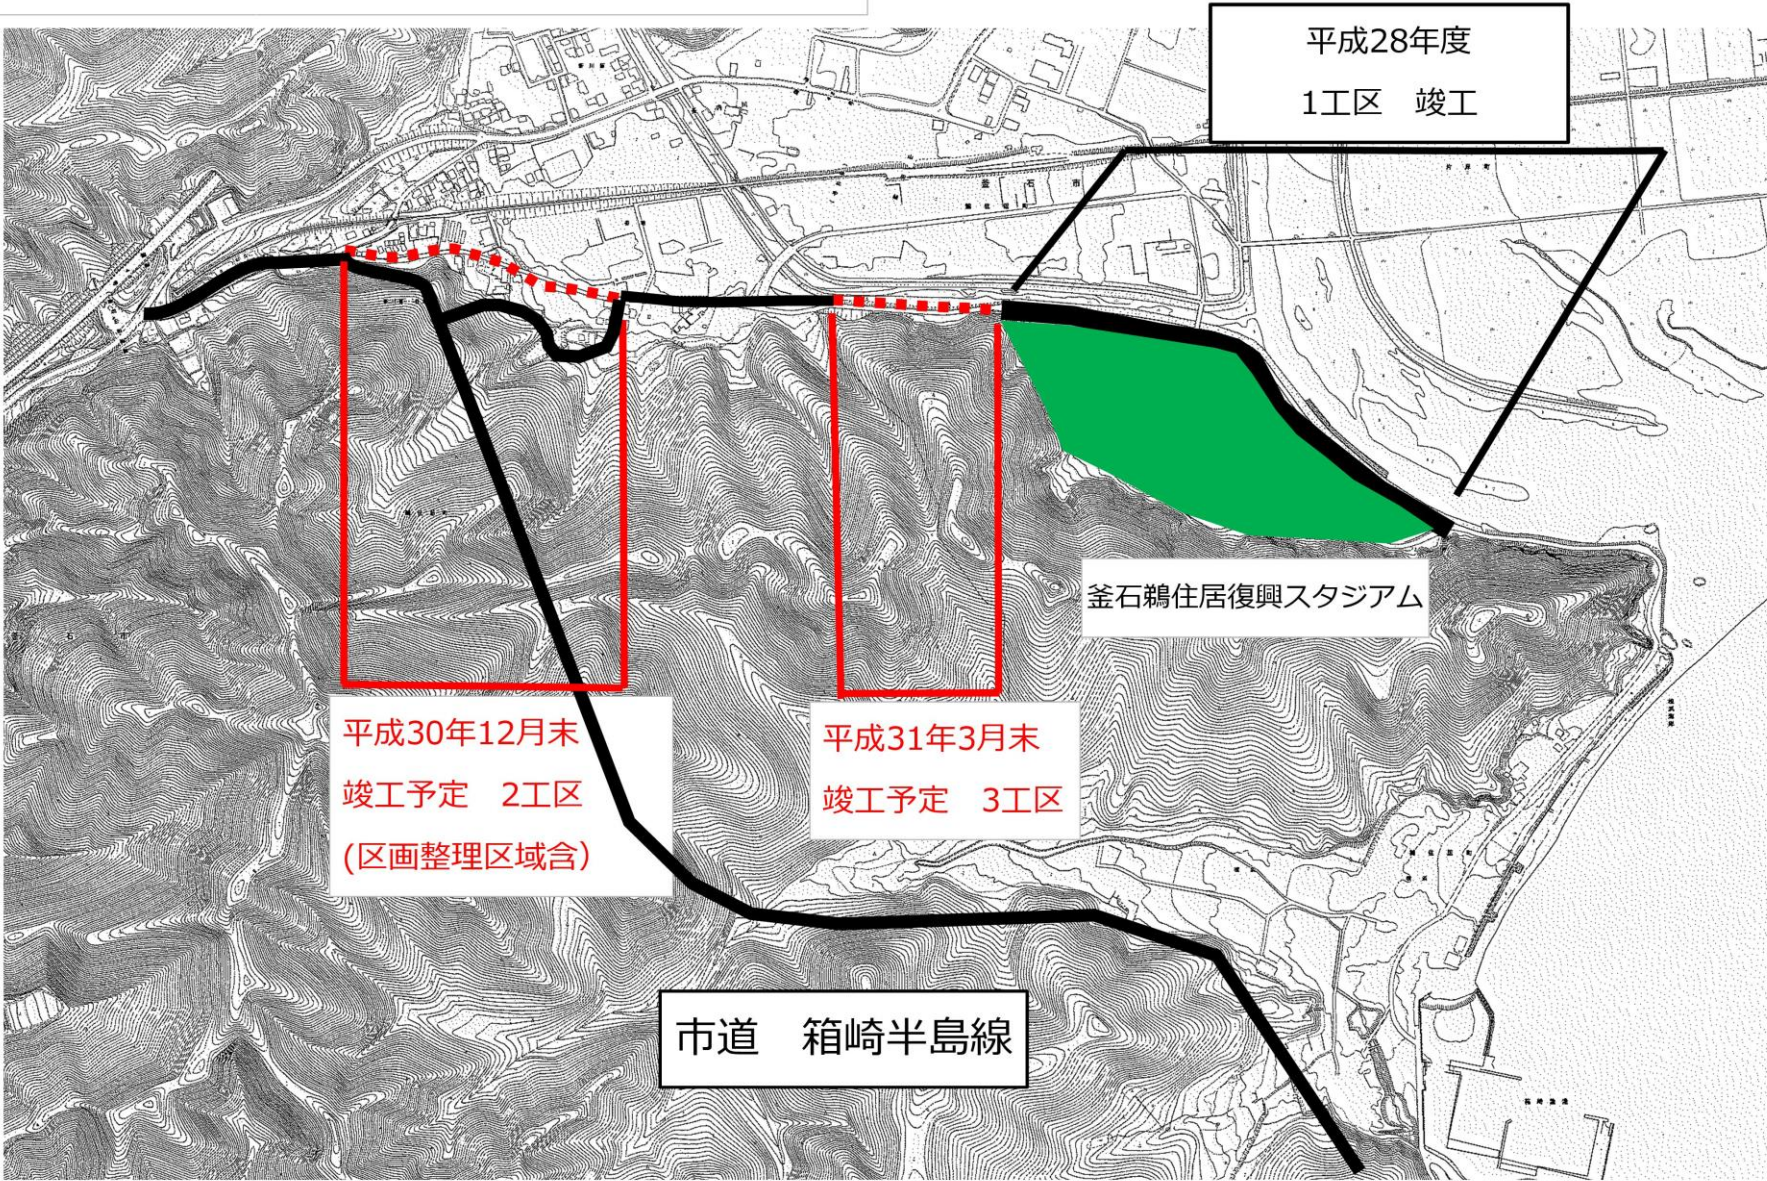 平成28年度
1工区　竣工
釜石鵜住居復興スタジアム
平成30年12月末
竣工予定　2工区
(区画整理区域含）
平成31年3月末
竣工予定　3工区
市道　箱崎半島線